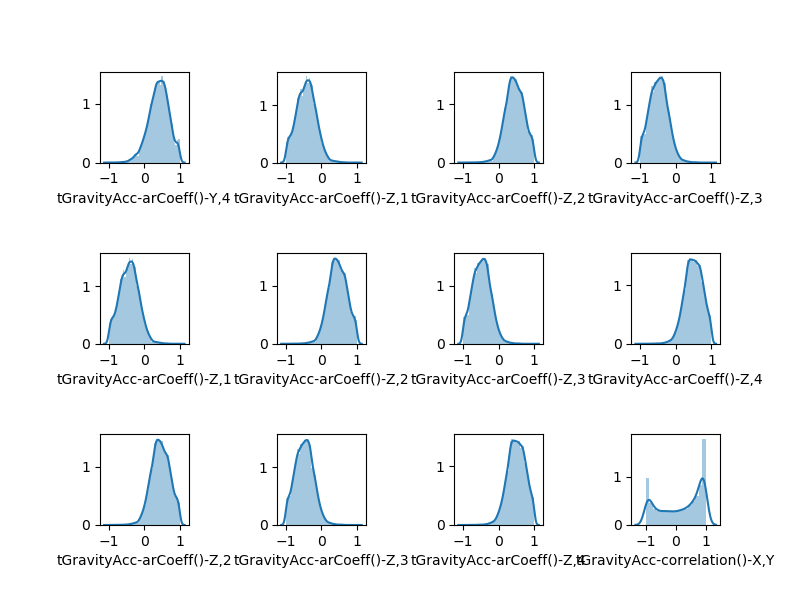 1
0
−1 0 1
tGravityAcc-arCoeff()-Y,4
1
0
−1 0 1
tGravityAcc-arCoeff()-Z,1
1
0
−1 0 1
tGravityAcc-arCoeff()-Z,2
1
0
−1 0 1
tGravityAcc-arCoeff()-Z,3
1
0
−1 0 1
tGravityAcc-arCoeff()-Z,1
1
0
−1 0 1
tGravityAcc-arCoeff()-Z,2
1
0
−1 0 1
tGravityAcc-arCoeff()-Z,3
1
0
−1 0 1
tGravityAcc-arCoeff()-Z,4
1
0
−1 0 1
tGravityAcc-arCoeff()-Z,2
1
0
−1 0 1
tGravityAcc-arCoeff()-Z,3
1
0
−1 0 1
tGravityAcc-arCoeff()-Z,4
1
0
−1 0 1
tGravityAcc-correlation()-X,Y